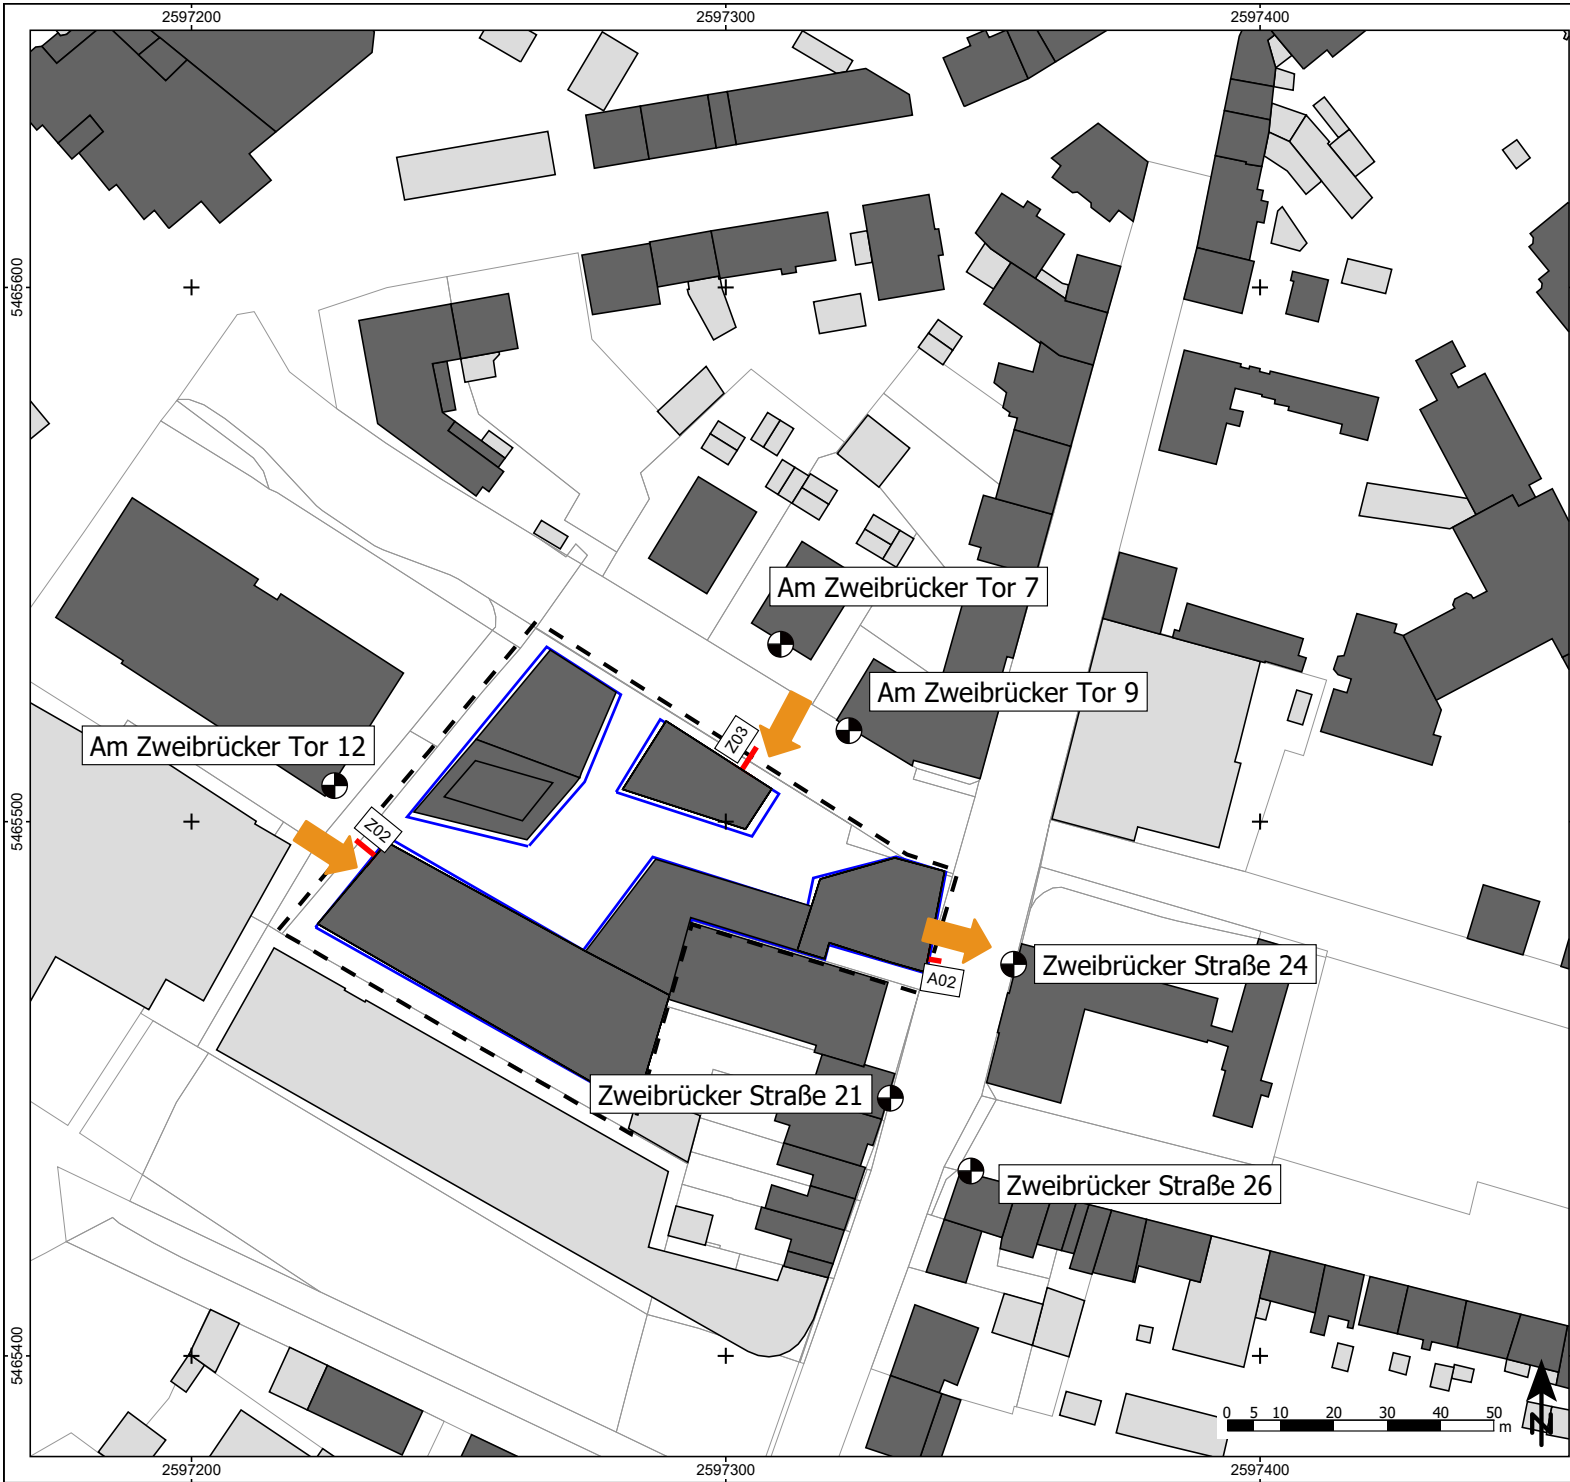 2597200 2597300 2597400
5465600
Am Zweibrücker Tor 7
Am Zweibrücker Tor 9
Z03
Am Zweibrücker Tor 12
5465500
Z02
Zweibrücker Straße 24
A02
Zweibrücker Straße 21
Zweibrücker Straße 26
5465400
0 5 10 20 30 40 50
m
N
2597200 2597300 2597400